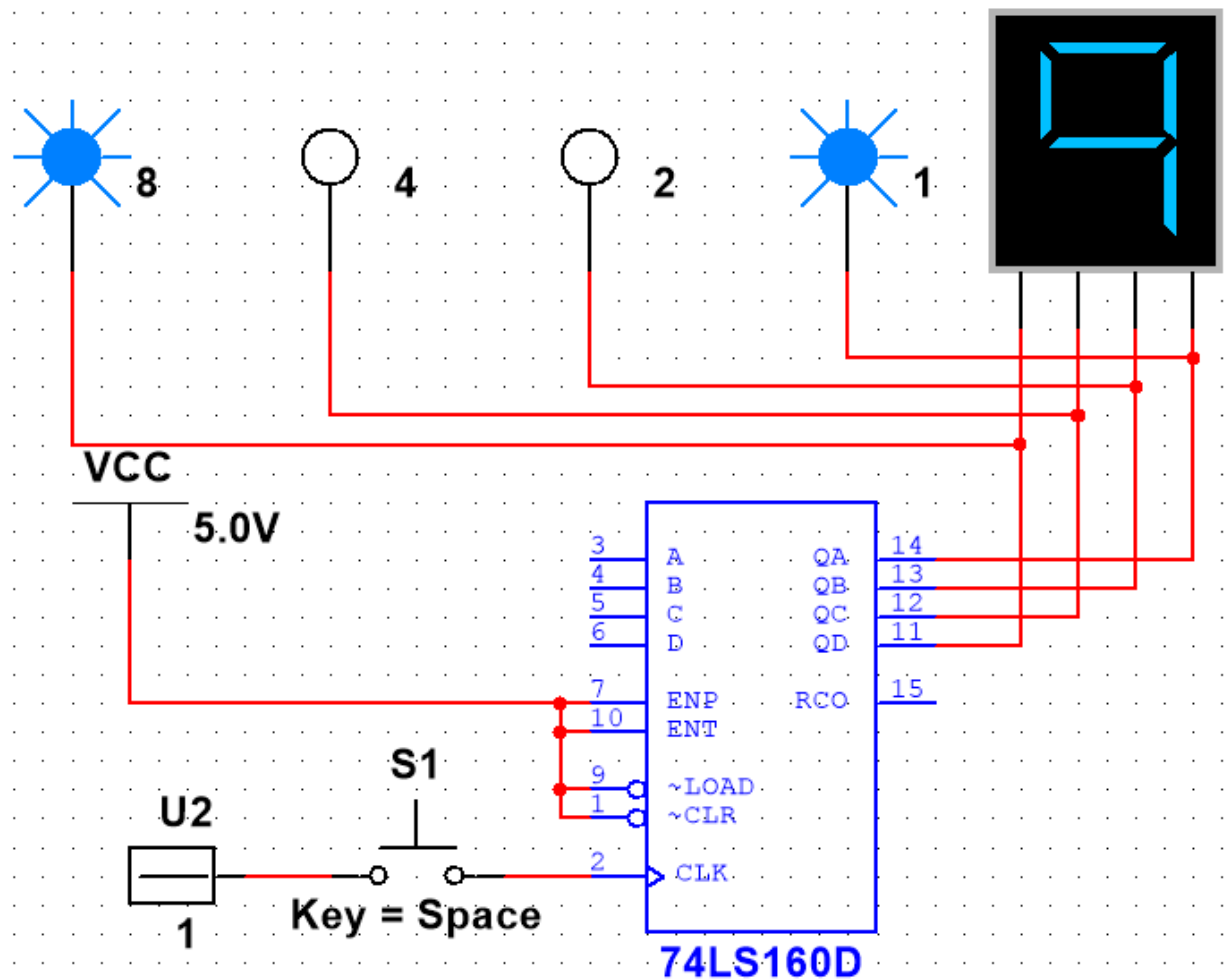 9
8 4 2 1
VCC
5.0V
3 A QA 14
4 B QB 13
5 C QC 12
6 D QD 11
7 ENP RCO 15
10 ENT
S1
9 ~LOAD
1 ~CLR
U2
2 CLK
Key = Space
1
74LS160D